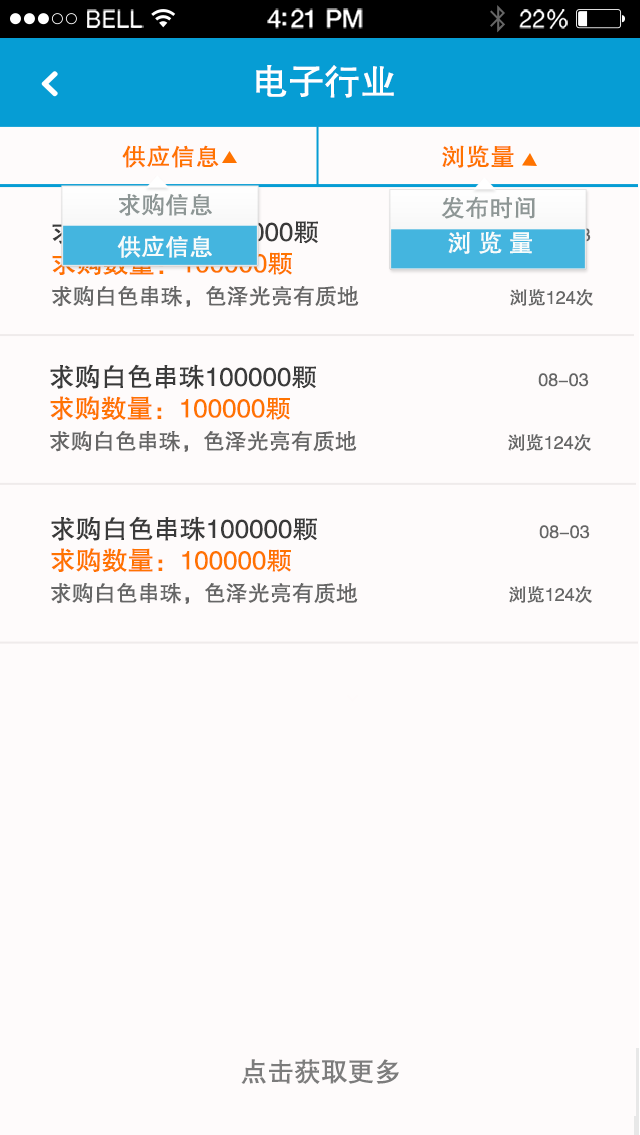 BELL 4:21 PM 22%
电子行业
供应信息▲ 浏览量▲
求购信息 发布时间
供应信息 浏览量
求 000颗
求购数量：100000颗
求购白色串珠，色泽光亮有质地 浏览124次
求购白色串珠100000颗 08-03
求购数量：100000颗
求购白色串珠，色泽光亮有质地 浏览124次
求购白色串珠100000颗 08-03
求购数量：100000颗
求购白色串珠，色泽光亮有质地 浏览124次
点击获取更多